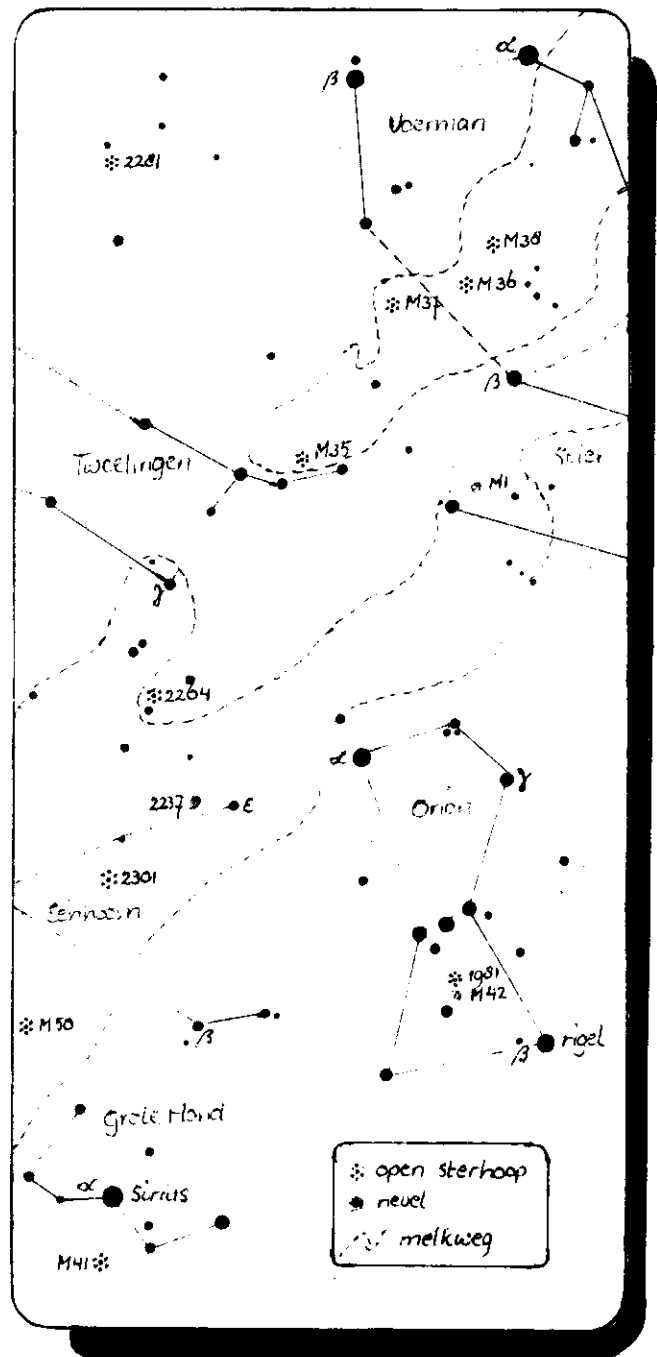 α
β
Voerman
2281
M38
M36
M37
β
M35
Tweelingen
Stier
M1
γ
2264
α
γ
2237
ε
Orion
2301
Eenhoorn
1981
M42
M50
β
β
rigel
Grote Hond
α
Sirius
M41
open sterhoop
nevel
melkweg